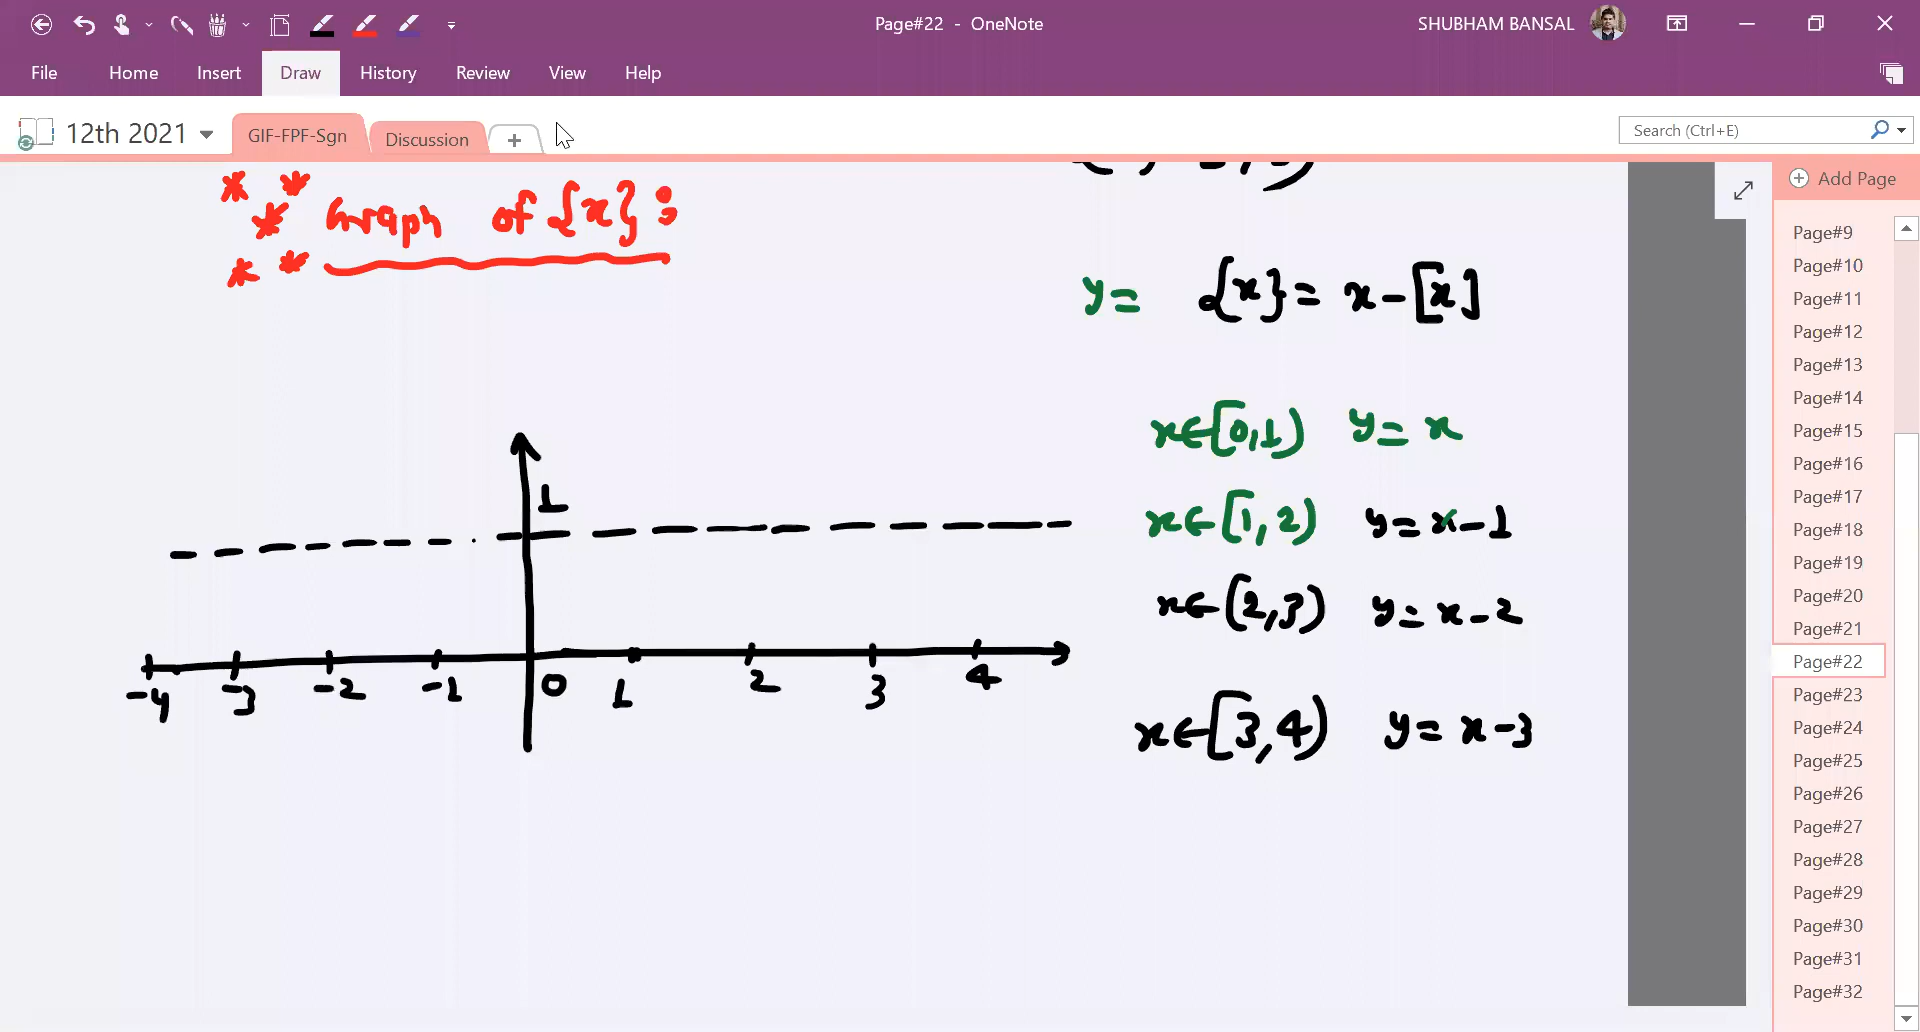 Page#22 - OneNote
SHUBHAM BANSAL
File Home Insert Draw History Review View Help
12th 2021
GIF-FPF-Sgn
Discussion
+
Search (Ctrl+E)
Add Page
Graph of {x} :
y = {x} = x - [x]
x∈[0,1) y = x
x∈[1,2) y = x-1
x∈[2,3) y = x-2
x∈[3,4) y = x-3
1
-4 -3 -2 -1 0 1 2 3 4
Page#9
Page#10
Page#11
Page#12
Page#13
Page#14
Page#15
Page#16
Page#17
Page#18
Page#19
Page#20
Page#21
Page#22
Page#23
Page#24
Page#25
Page#26
Page#27
Page#28
Page#29
Page#30
Page#31
Page#32